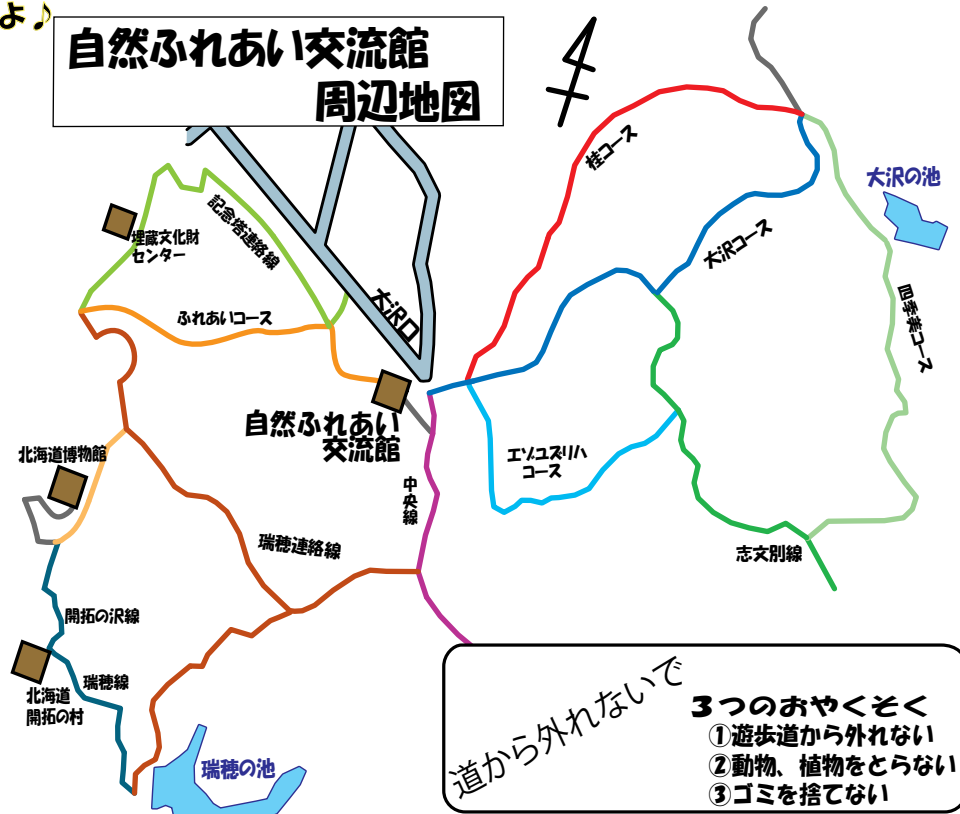 よ♪
自然ふれあい交流館
周辺地図
桂コース
大沢の池
記念塔連絡線
埋蔵文化財
センター
大沢コース
大沢口
四季美コース
ふれあいコース
自然ふれあい
交流館
北海道博物館
エゾユズリハ
コース
中央線
瑞穂連絡線
志文別線
開拓の沢線
瑞穂線
北海道
開拓の村
瑞穂の池
道から外れないで
3つのおやくそく
①遊歩道から外れない
②動物、植物をとらない
③ゴミを捨てない